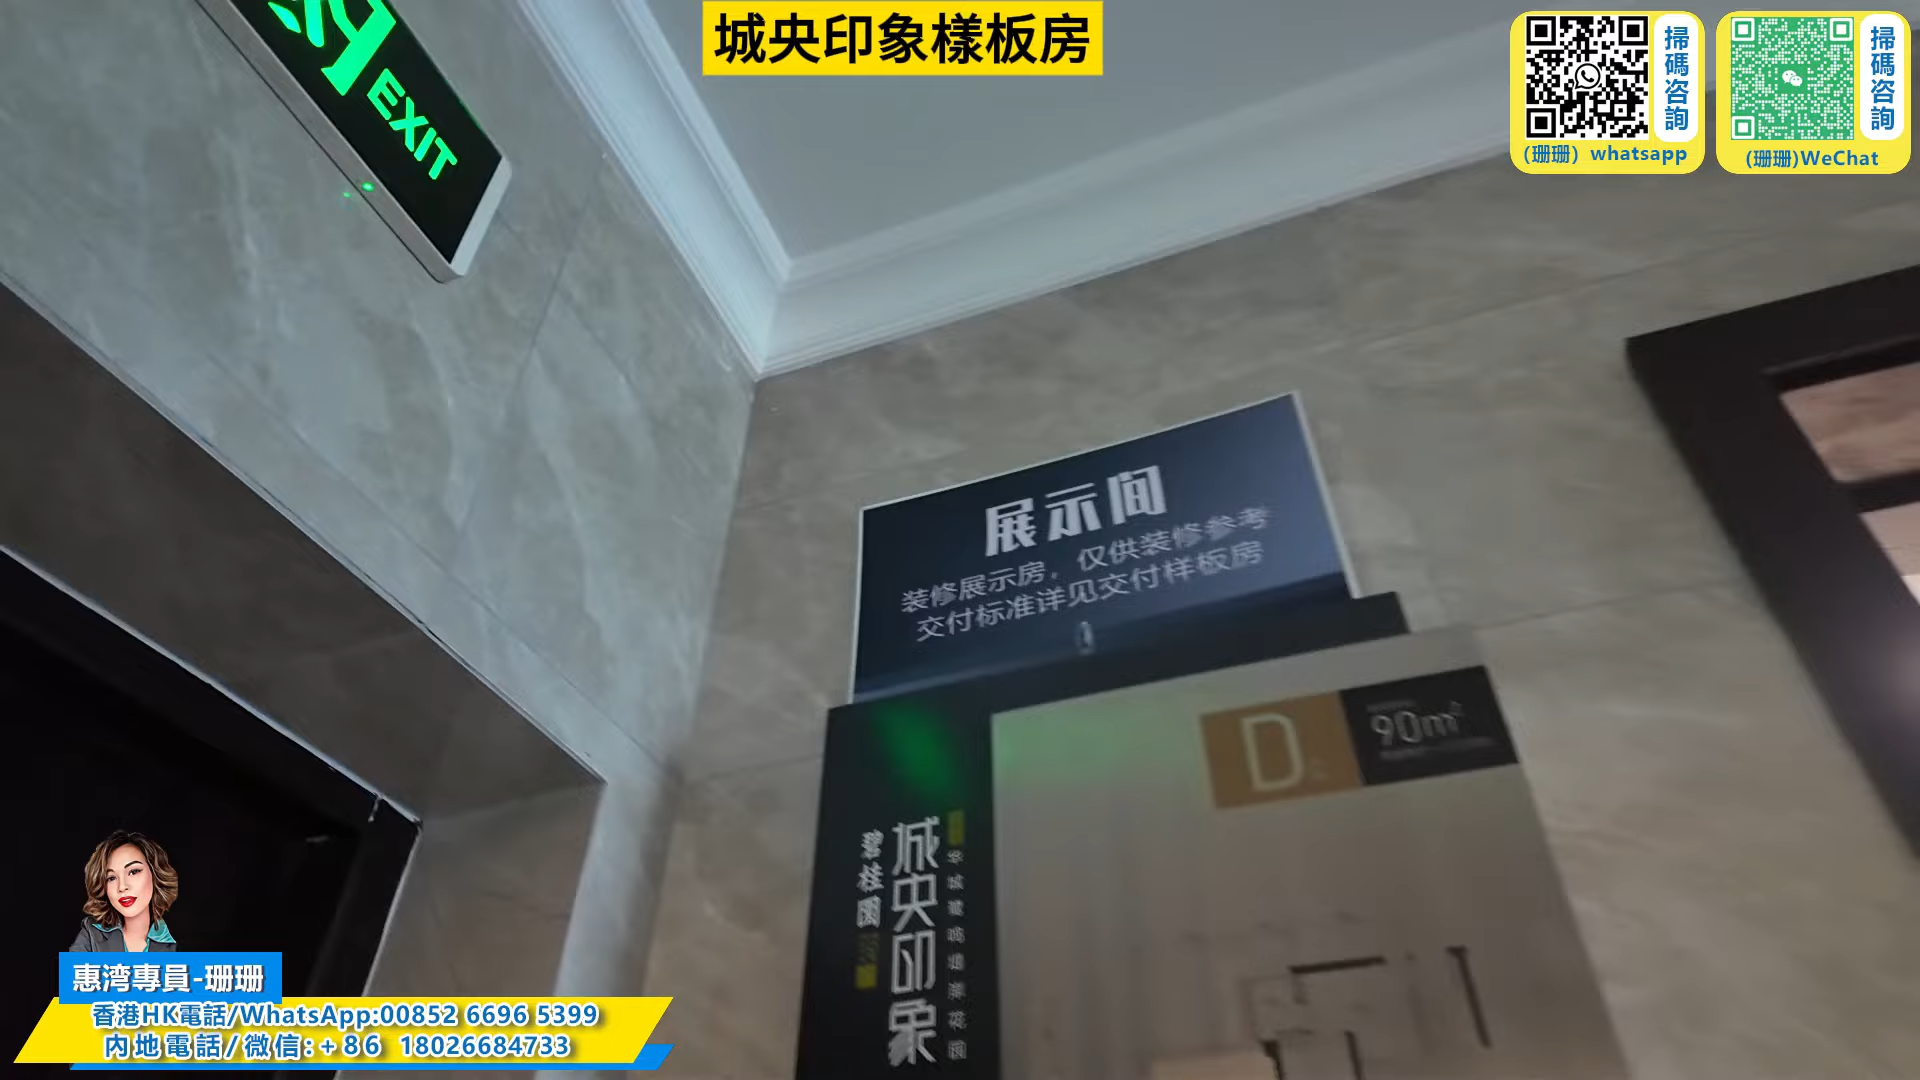 城央印象樣板房
掃碼咨詢
(珊珊) whatsapp
掃碼咨詢
(珊珊)WeChat
EXIT
展示间
装修展示房，仅供装修参考
交付标准详见交付样板房
D
90m²
碧桂園
城央印象
惠湾專員-珊珊
香港HK電話/WhatsApp:00852 6696 5399
内地電話/微信:+86 18026684733